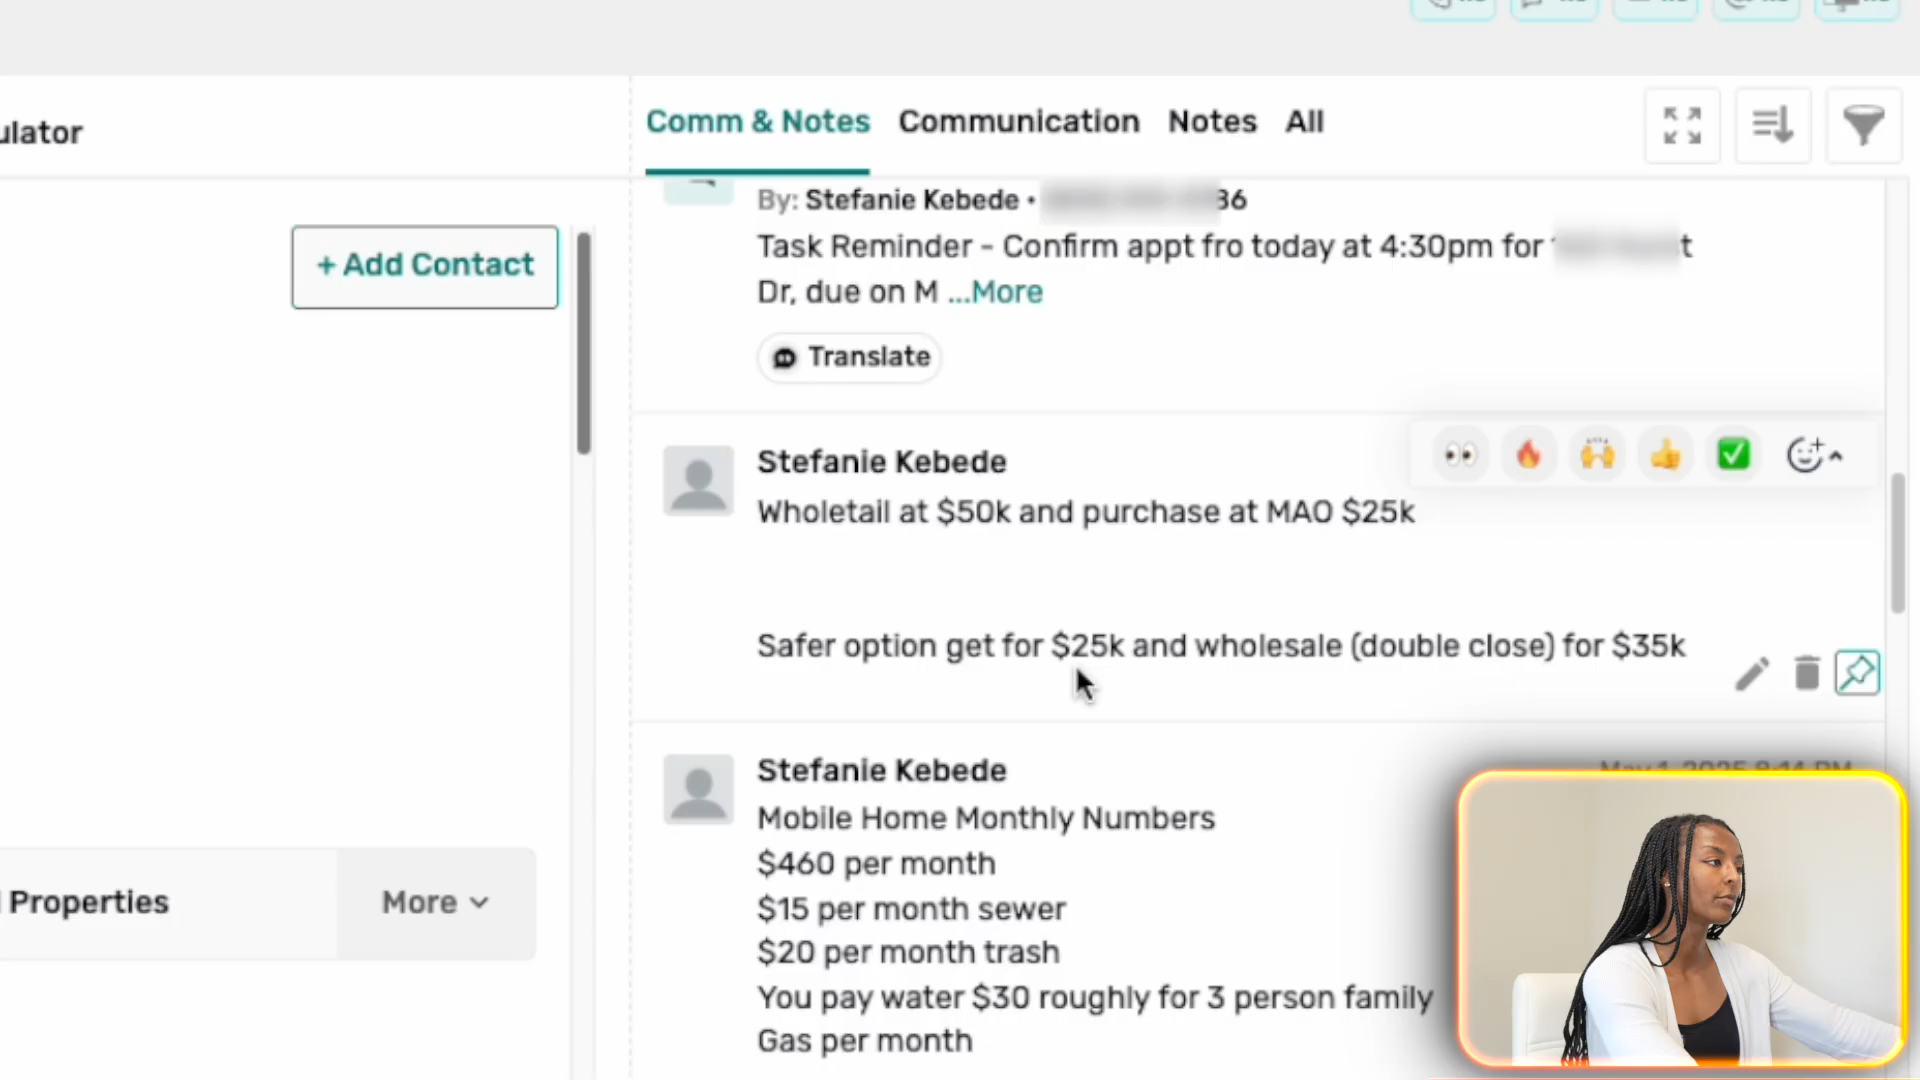 ulator
Comm & Notes Communication Notes All
+ Add Contact
By: Stefanie Kebede • 36
Task Reminder - Confirm appt fro today at 4:30pm for t
Dr, due on M ...More
Translate
Stefanie Kebede
Wholetail at $50k and purchase at MAO $25k
Safer option get for $25k and wholesale (double close) for $35k
Stefanie Kebede
Mobile Home Monthly Numbers
$460 per month
$15 per month sewer
$20 per month trash
You pay water $30 roughly for 3 person family
Gas per month
Properties
More